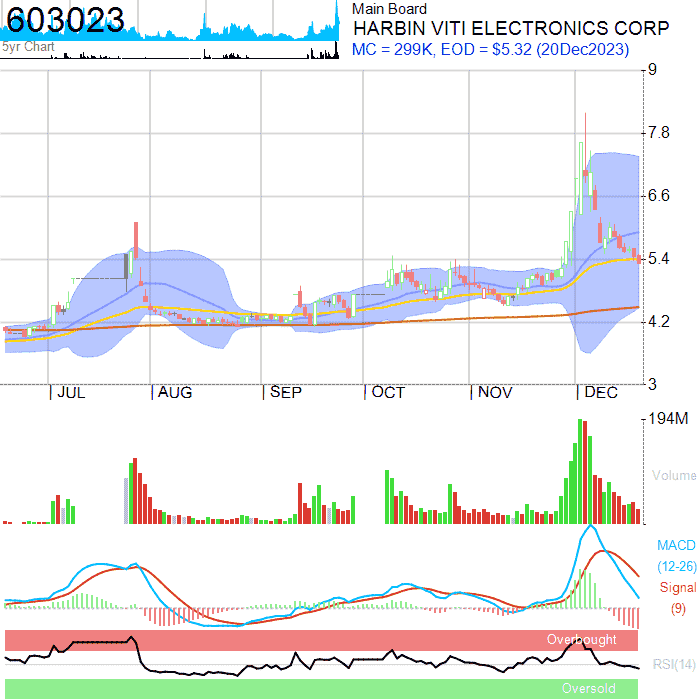 603023
5yr Chart
Main Board
HARBIN VITI ELECTRONICS CORP
MC = 299K, EOD = $5.32 (20Dec2023)
9
7.8
6.6
5.4
4.2
3
JUL
AUG
SEP
OCT
NOV
DEC
194M
Volume
MACD
(12-26)
Signal
(9)
Overbought
RSI(14)
Oversold